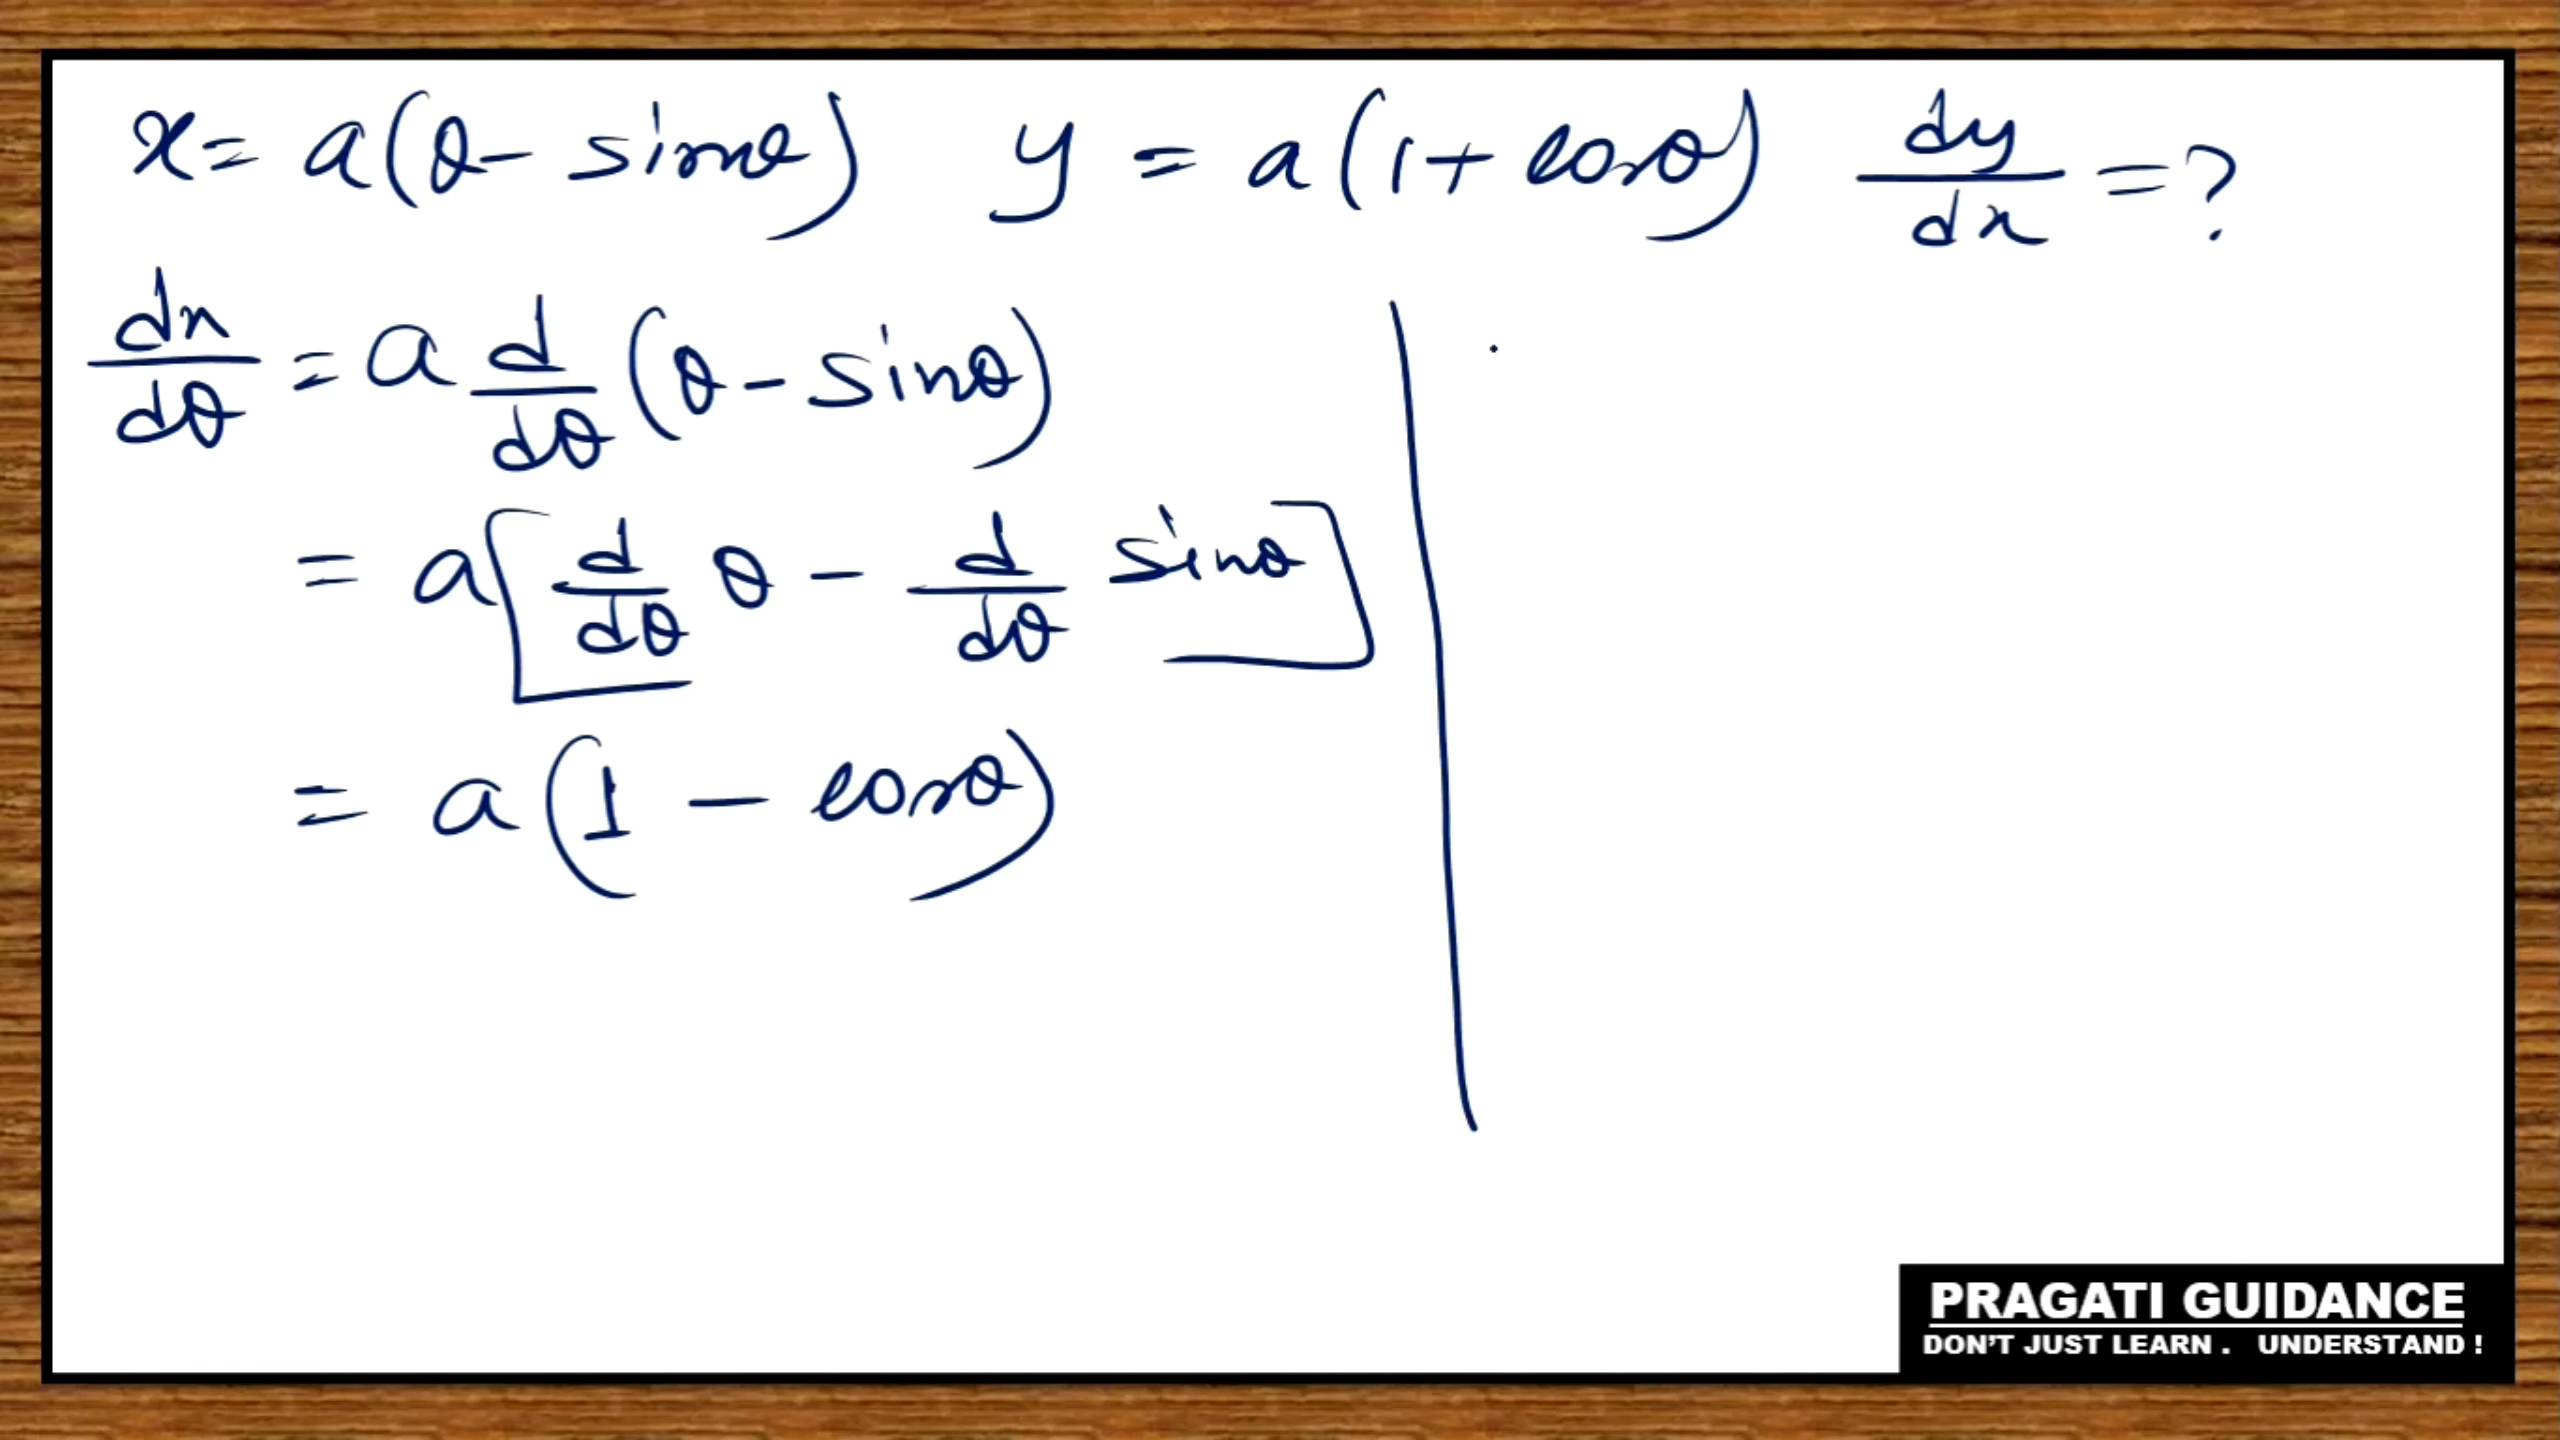 x = a(θ - sinθ) y = a(1 + cosθ) dy/dx = ?
dx/dθ = a d/dθ (θ - sinθ)
= a[d/dθ θ - d/dθ sinθ]
= a(1 - cosθ)
PRAGATI GUIDANCE
DON'T JUST LEARN. UNDERSTAND!